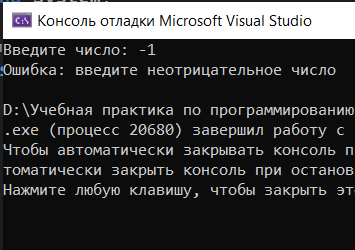 Консоль отладки Microsoft Visual Studio
Введите число: -1
Ошибка: введите неотрицательное число
D:\Учебная практика по программированию
.exe (процесс 20680) завершил работу с
Чтобы автоматически закрывать консоль п
томатически закрыть консоль при останов
Нажмите любую клавишу, чтобы закрыть эт